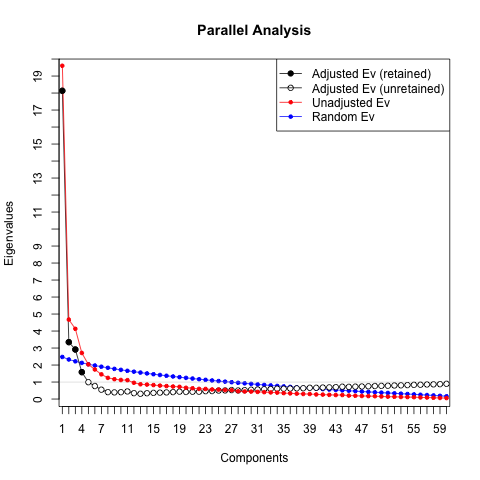 Parallel Analysis
Adjusted Ev (retained)
Adjusted Ev (unretained)
Unadjusted Ev
Random Ev
Eigenvalues
19
17
15
13
11
9
8
7
6
5
4
3
2
1
0
1 4 7 11 15 19 23 27 31 35 39 43 47 51 55 59
Components